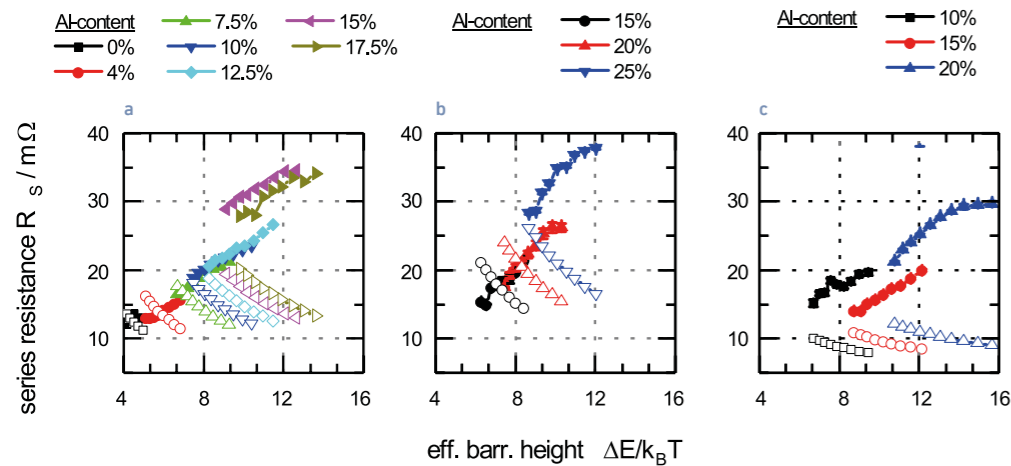 Al-content
0%
4%
7.5%
10%
12.5%
15%
17.5%
Al-content
15%
20%
25%
Al-content
10%
15%
20%
a
b
c
series resistance R S / mΩ
40
30
20
10
4 8 12 16
40
30
20
10
4 8 12 16
40
30
20
10
4 8 12 16
eff. barr. height ΔE/kBT